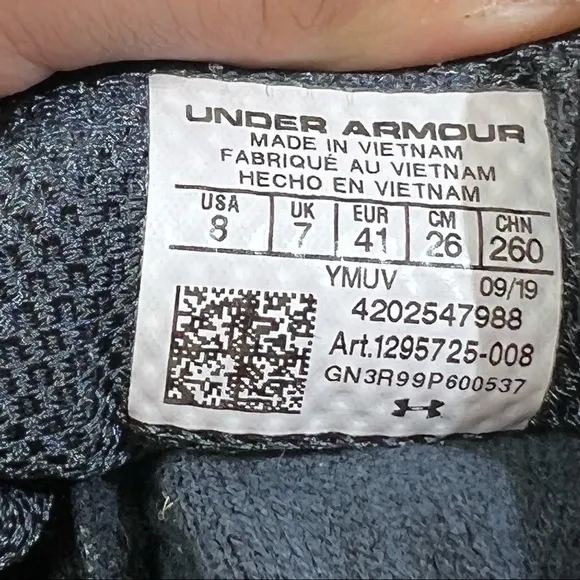 UNDER ARMOUR
MADE IN VIETNAM
FABRIQUÉ AU VIETNAM
HECHO EN VIETNAM
USA UK EUR CM CHN
8 7 41 26 260
YMUV 09/19
4202547988
Art.1295725-008
GN3R99P600537